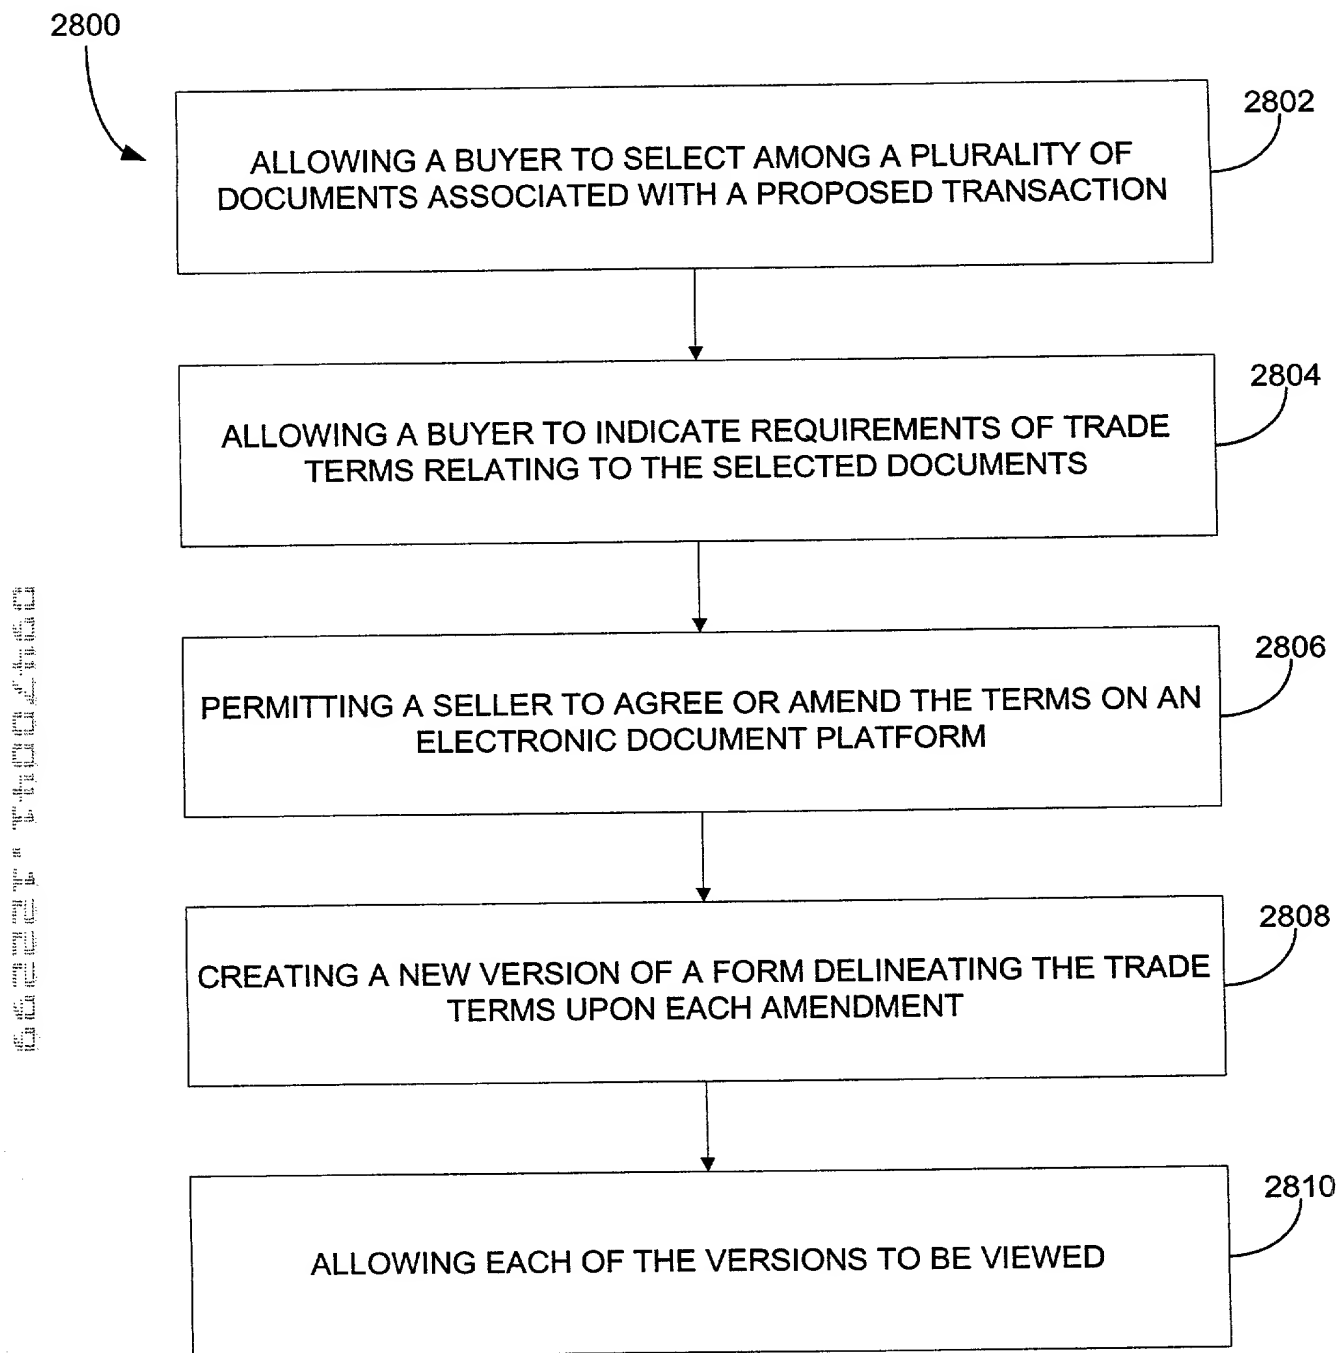 2800
2802
ALLOWING A BUYER TO SELECT AMONG A PLURALITY OF
DOCUMENTS ASSOCIATED WITH A PROPOSED TRANSACTION
2804
ALLOWING A BUYER TO INDICATE REQUIREMENTS OF TRADE
TERMS RELATING TO THE SELECTED DOCUMENTS
2806
PERMITTING A SELLER TO AGREE OR AMEND THE TERMS ON AN
ELECTRONIC DOCUMENT PLATFORM
2808
CREATING A NEW VERSION OF A FORM DELINEATING THE TRADE
TERMS UPON EACH AMENDMENT
2810
ALLOWING EACH OF THE VERSIONS TO BE VIEWED
09470041.122299